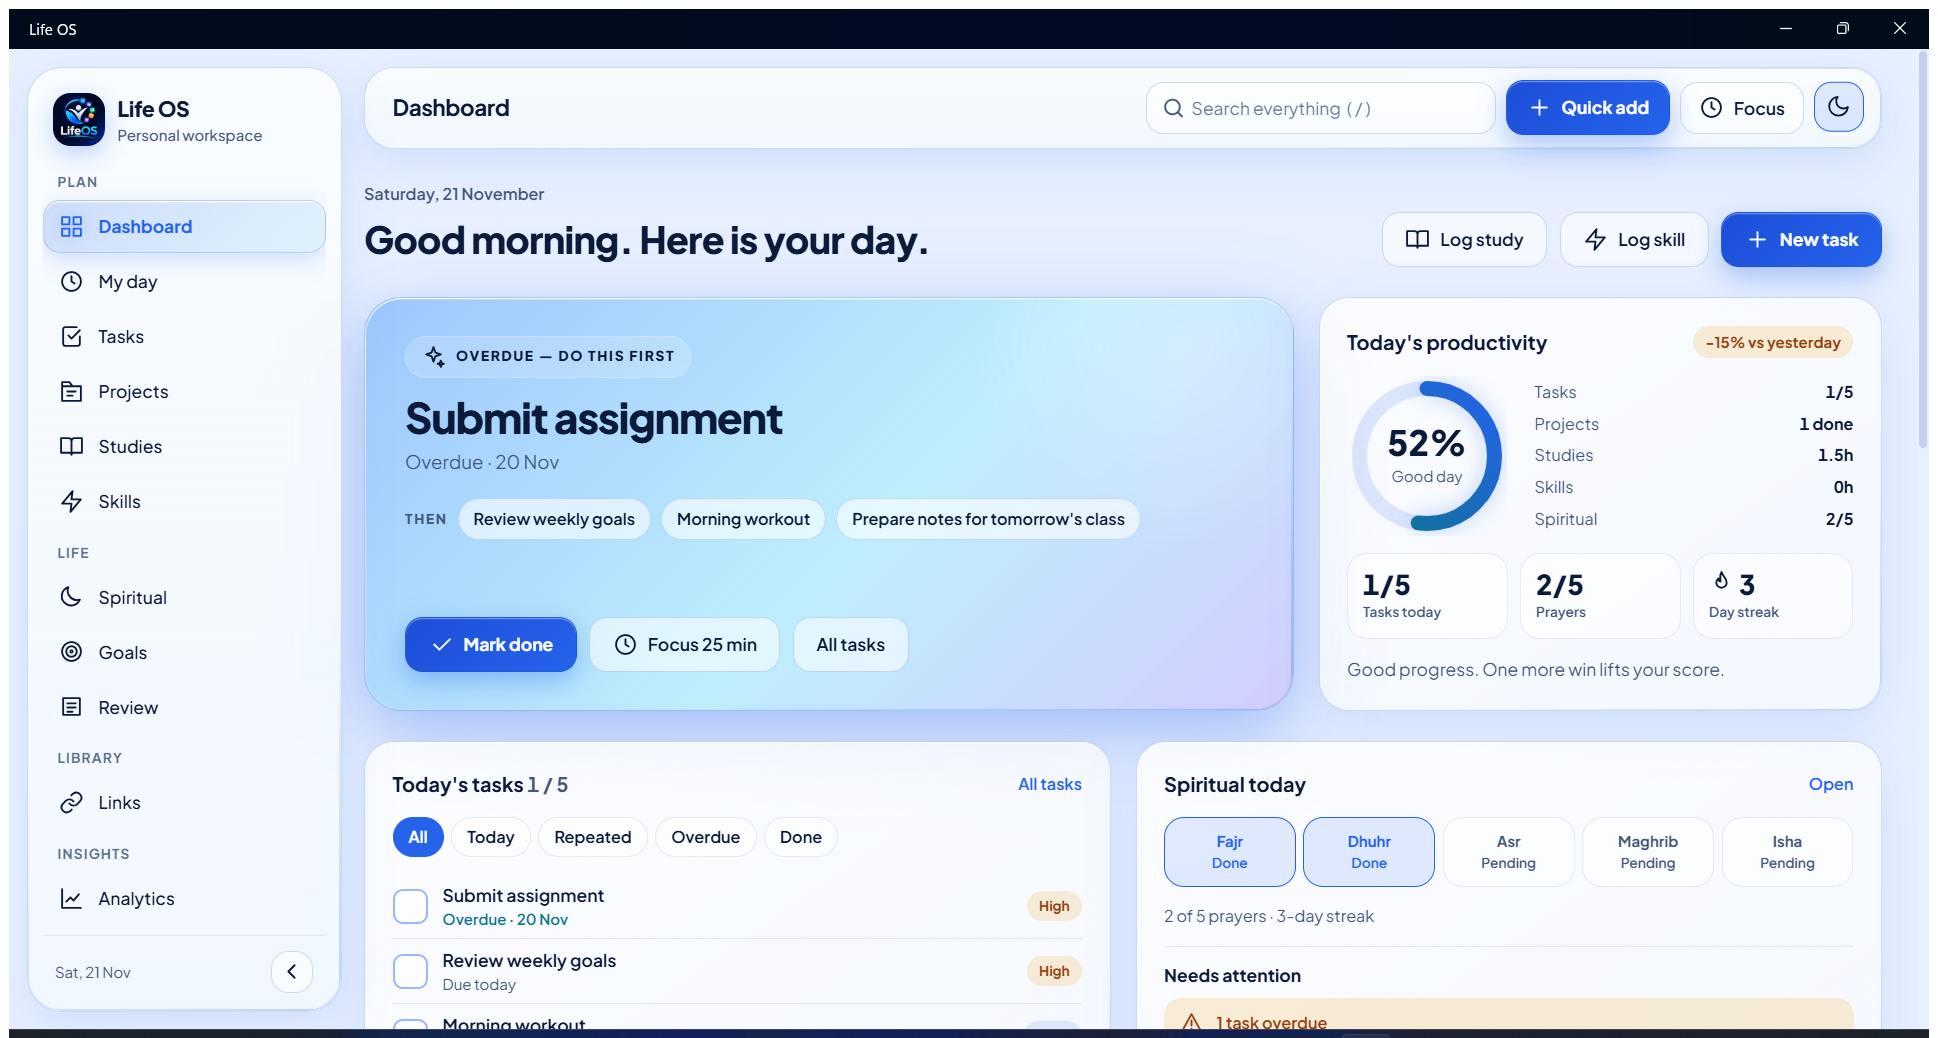 Life OS
LifeOS
Life OS
Personal workspace
PLAN
Dashboard
My day
Tasks
Projects
Studies
Skills
LIFE
Spiritual
Goals
Review
LIBRARY
Links
INSIGHTS
Analytics
Sat, 21 Nov
Dashboard
Search everything ( / )
Quick add
Focus
Saturday, 21 November
Good morning. Here is your day.
Log study
Log skill
New task
OVERDUE — DO THIS FIRST
Submit assignment
Overdue · 20 Nov
THEN Review weekly goals Morning workout Prepare notes for tomorrow's class
Mark done
Focus 25 min
All tasks
Today's productivity
-15% vs yesterday
52%
Good day
Tasks 1/5
Projects 1 done
Studies 1.5h
Skills 0h
Spiritual 2/5
1/5
Tasks today
2/5
Prayers
3
Day streak
Good progress. One more win lifts your score.
Today's tasks 1 / 5
All tasks
All Today Repeated Overdue Done
Submit assignment
Overdue · 20 Nov
High
Review weekly goals
Due today
High
Morning workout
Spiritual today
Open
Fajr
Done
Dhuhr
Done
Asr
Pending
Maghrib
Pending
Isha
Pending
2 of 5 prayers · 3-day streak
Needs attention
1 task overdue